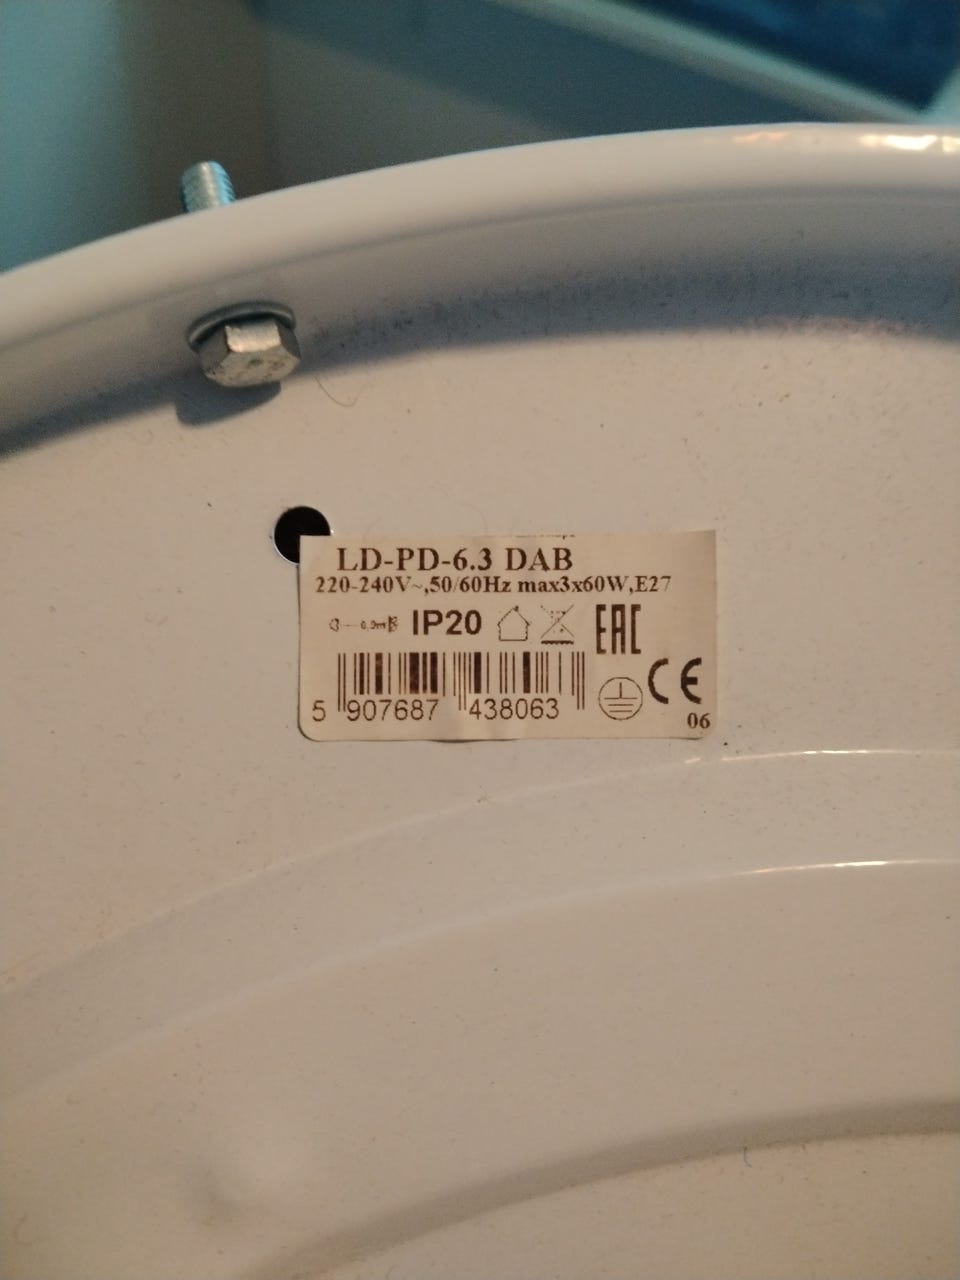 LD-PD-6.3 DAB
220-240V~,50/60Hz max3x60W,E27
IP20
EAC
CE
5 907687 438063
06